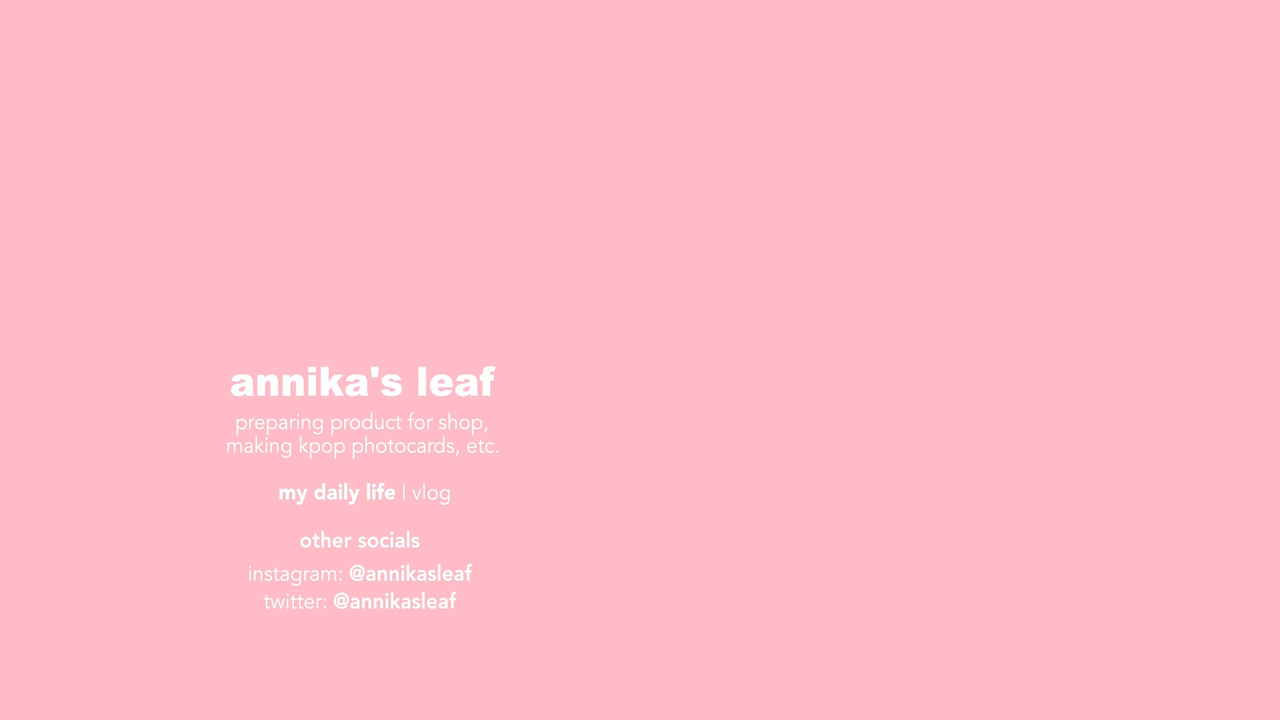 annika's leaf
preparing product for shop,
making kpop photocards, etc.
my daily life | vlog
other socials
instagram: @annikasleaf
twitter: @annikasleaf